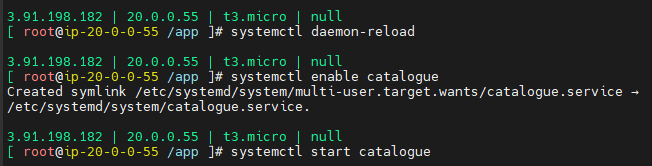 3.91.198.182 | 20.0.0.55 | t3.micro | null
[ root@ip-20-0-0-55 /app ]# systemctl daemon-reload
3.91.198.182 | 20.0.0.55 | t3.micro | null
[ root@ip-20-0-0-55 /app ]# systemctl enable catalogue
Created symlink /etc/systemd/system/multi-user.target.wants/catalogue.service →
/etc/systemd/system/catalogue.service.
3.91.198.182 | 20.0.0.55 | t3.micro | null
[ root@ip-20-0-0-55 /app ]# systemctl start catalogue